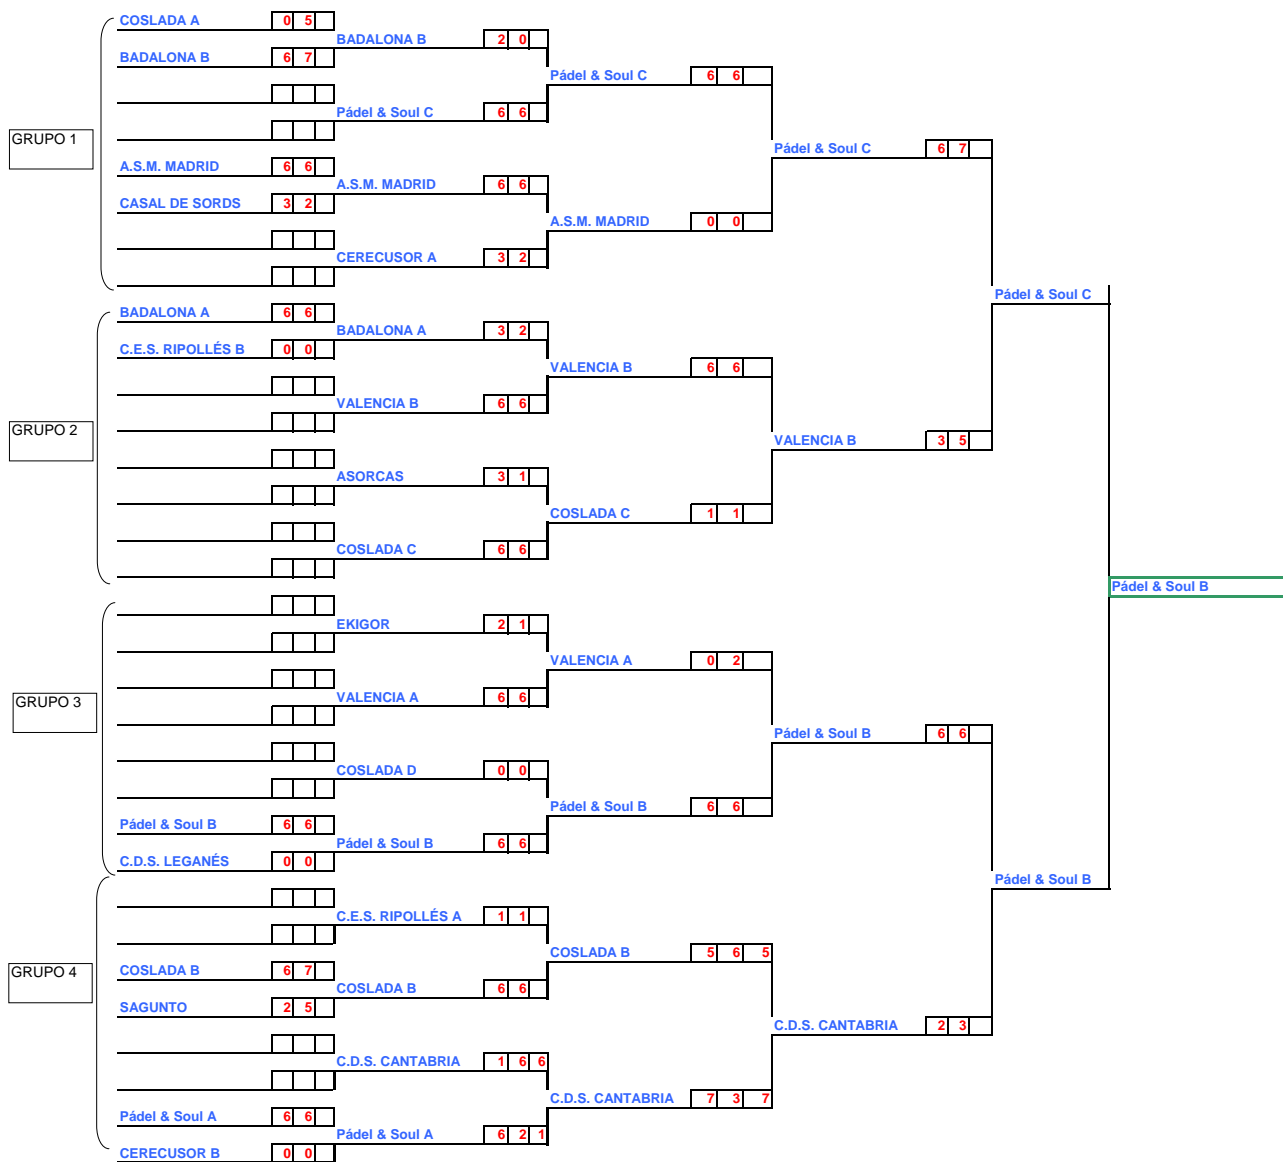 COSLADA A 0 5
BADALONA B 2 0
BADALONA B 6 7
Pádel & Soul C 6 6
Pádel & Soul C 6 6
GRUPO 1
Pádel & Soul C 6 7
A.S.M. MADRID 6 6
A.S.M. MADRID 6 6
CASAL DE SORDS 3 2
A.S.M. MADRID 0 0
CERECUSOR A 3 2
Pádel & Soul C
BADALONA A 6 6
BADALONA A 3 2
C.E.S. RIPOLLÉS B 0 0
VALENCIA B 6 6
VALENCIA B 6 6
GRUPO 2
VALENCIA B 3 5
ASORCAS 3 1
COSLADA C 1 1
COSLADA C 6 6
Pádel & Soul B
EKIGOR 2 1
VALENCIA A 0 2
VALENCIA A 6 6
GRUPO 3
Pádel & Soul B 6 6
COSLADA D 0 0
Pádel & Soul B 6 6
Pádel & Soul B 6 6
Pádel & Soul B 6 6
C.D.S. LEGANÉS 0 0
Pádel & Soul B
C.E.S. RIPOLLÉS A 1 1
COSLADA B 5 6 5
GRUPO 4
COSLADA B 6 7
COSLADA B 6 6
SAGUNTO 2 5
C.D.S. CANTABRIA 2 3
C.D.S. CANTABRIA 1 6 6
C.D.S. CANTABRIA 7 3 7
Pádel & Soul A 6 6
Pádel & Soul A 6 2 1
CERECUSOR B 0 0